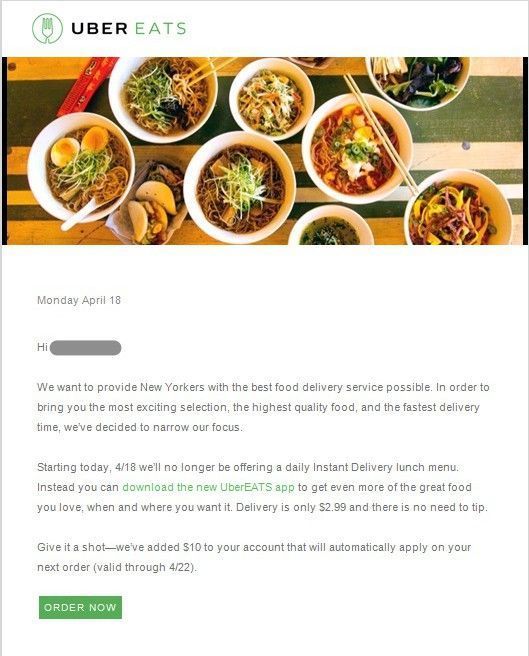 UBER EATS
Monday April 18
Hi
We want to provide New Yorkers with the best food delivery service possible. In order to
bring you the most exciting selection, the highest quality food, and the fastest delivery
time, we've decided to narrow our focus.
Starting today, 4/18 we'll no longer be offering a daily Instant Delivery lunch menu.
Instead you can download the new UberEATS app to get even more of the great food
you love, when and where you want it. Delivery is only $2.99 and there is no need to tip.
Give it a shot—we've added $10 to your account that will automatically apply on your
next order (valid through 4/22).
ORDER NOW